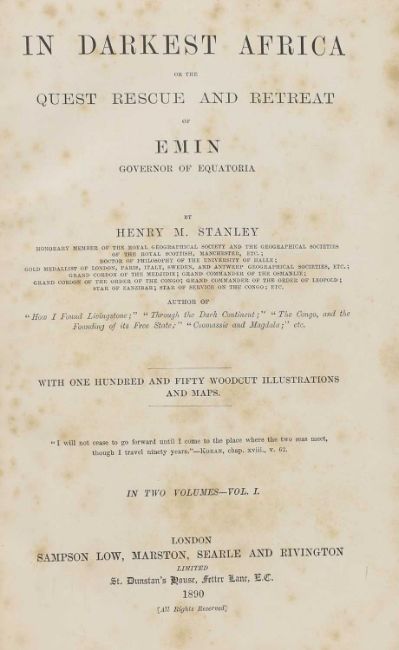 IN DARKEST AFRICA
OR THE
QUEST RESCUE AND RETREAT
OF
EMIN
GOVERNOR OF EQUATORIA
BY
HENRY M. STANLEY
HONORARY MEMBER OF THE ROYAL GEOGRAPHICAL SOCIETY AND THE GEOGRAPHICAL SOCIETIES
OF THE ROYAL SCOTTISH, MANCHESTER, ETC.;
DOCTOR OF PHILOSOPHY OF THE UNIVERSITY OF HALLE;
GOLD MEDALLIST OF LONDON, PARIS, ITALY, SWEDEN, AND ANTWERP GEOGRAPHICAL SOCIETIES, ETC.;
GRAND CORDON OF THE MEDJIDIE; GRAND COMMANDER OF THE OSMANLIE;
GRAND CORDON OF THE ORDER OF THE CONGO; GRAND COMMANDER OF THE ORDER OF LEOPOLD;
STAR OF ZANZIBAR; STAR OF SERVICE ON THE CONGO; ETC.
AUTHOR OF
"How I Found Livingstone;" "Through the Dark Continent;" "The Congo, and the
Founding of its Free State;" "Coomassie and Magdala;" etc.
WITH ONE HUNDRED AND FIFTY WOODCUT ILLUSTRATIONS
AND MAPS.
"I will not cease to go forward until I come to the place where the two seas meet,
though I travel ninety years."—KORAN, chap. xviii., v. 62.
IN TWO VOLUMES—VOL. I.
LONDON
SAMPSON LOW, MARSTON, SEARLE AND RIVINGTON
LIMITED
St. Dunstan's House, Fetter Lane, E.C.
1890
[All Rights Reserved]